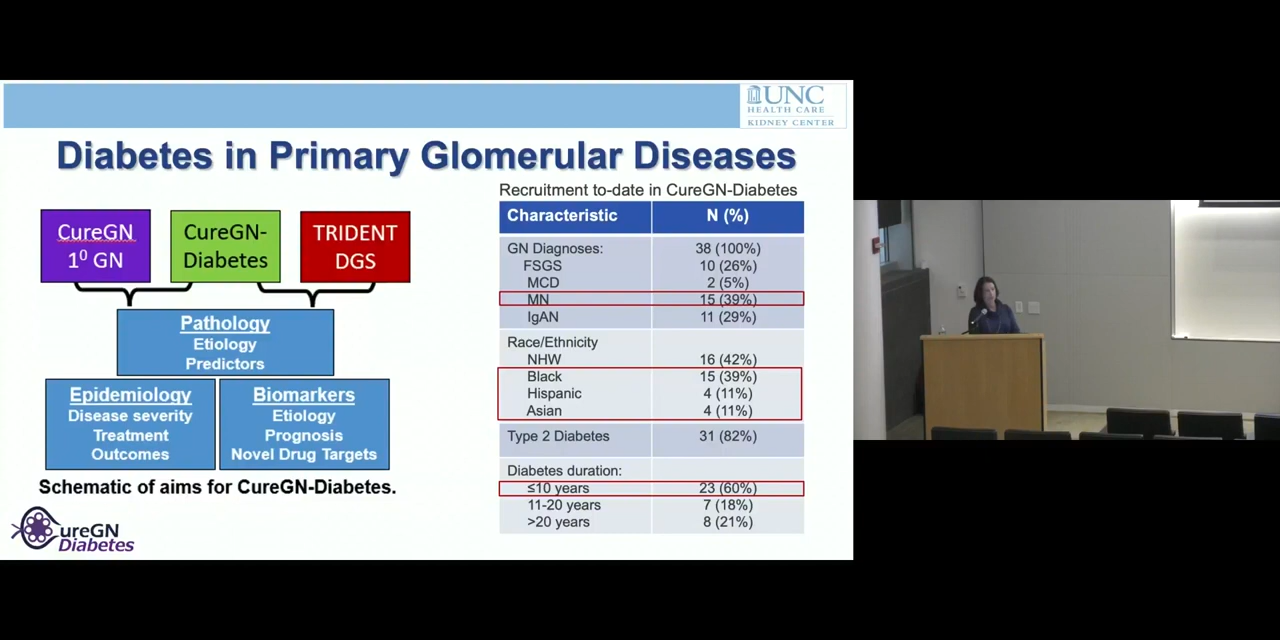 UNC
HEALTH CARE
KIDNEY CENTER
Diabetes in Primary Glomerular Diseases
CureGN
1⁰ GN
CureGN-
Diabetes
TRIDENT
DGS
Pathology
Etiology
Predictors
Epidemiology
Disease severity
Treatment
Outcomes
Biomarkers
Etiology
Prognosis
Novel Drug Targets
Schematic of aims for CureGN-Diabetes.
CureGN
Diabetes
Recruitment to-date in CureGN-Diabetes
Characteristic N (%)
GN Diagnoses: 38 (100%)
FSGS 10 (26%)
MCD 2 (5%)
MN 15 (39%)
IgAN 11 (29%)
Race/Ethnicity
NHW 16 (42%)
Black 15 (39%)
Hispanic 4 (11%)
Asian 4 (11%)
Type 2 Diabetes 31 (82%)
Diabetes duration:
≤10 years 23 (60%)
11-20 years 7 (18%)
>20 years 8 (21%)